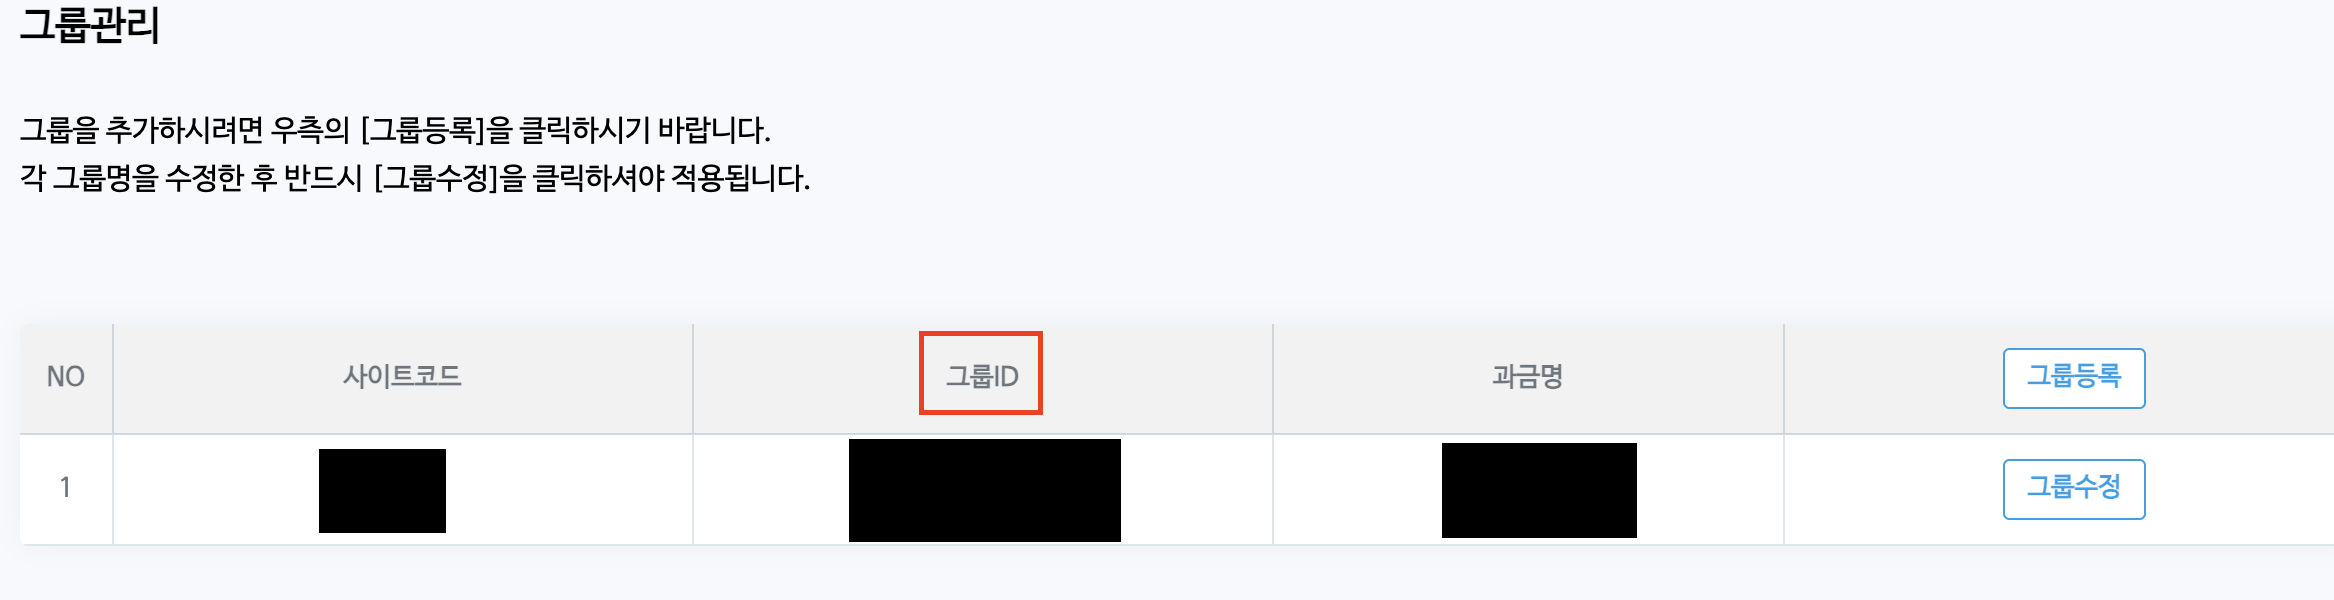 그룹관리
그룹을 추가하시려면 우측의 [그룹등록]을 클릭하시기 바랍니다.
각 그룹명을 수정한 후 반드시 [그룹수정]을 클릭하셔야 적용됩니다.
NO 사이트코드 그룹ID 과금명 그룹등록
1 그룹수정